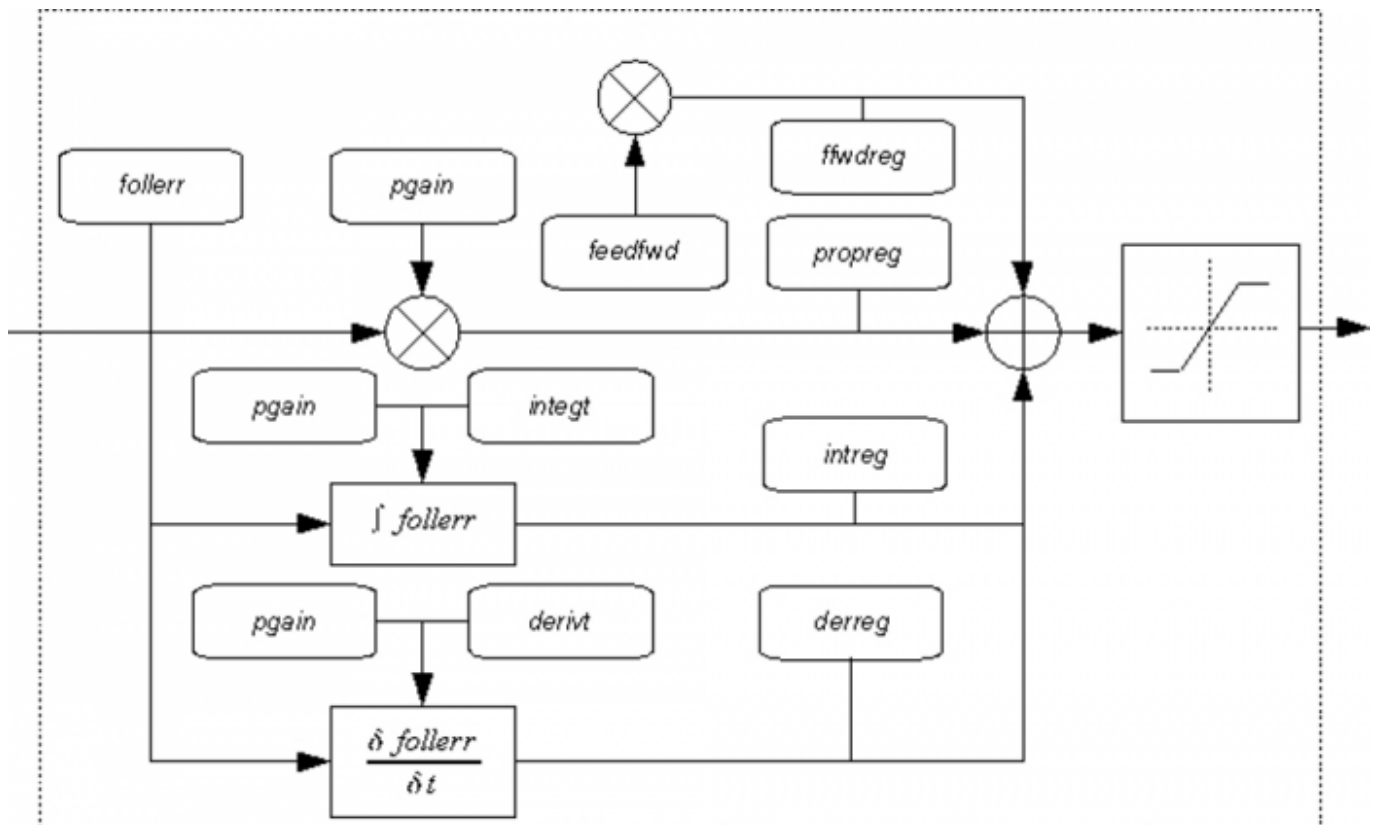 ffwdreg
follerr
pgain
feedfwd
propreg
pgain
integt
intreg
∫ follerr
pgain
derivt
derreg
δ follerr
δ t